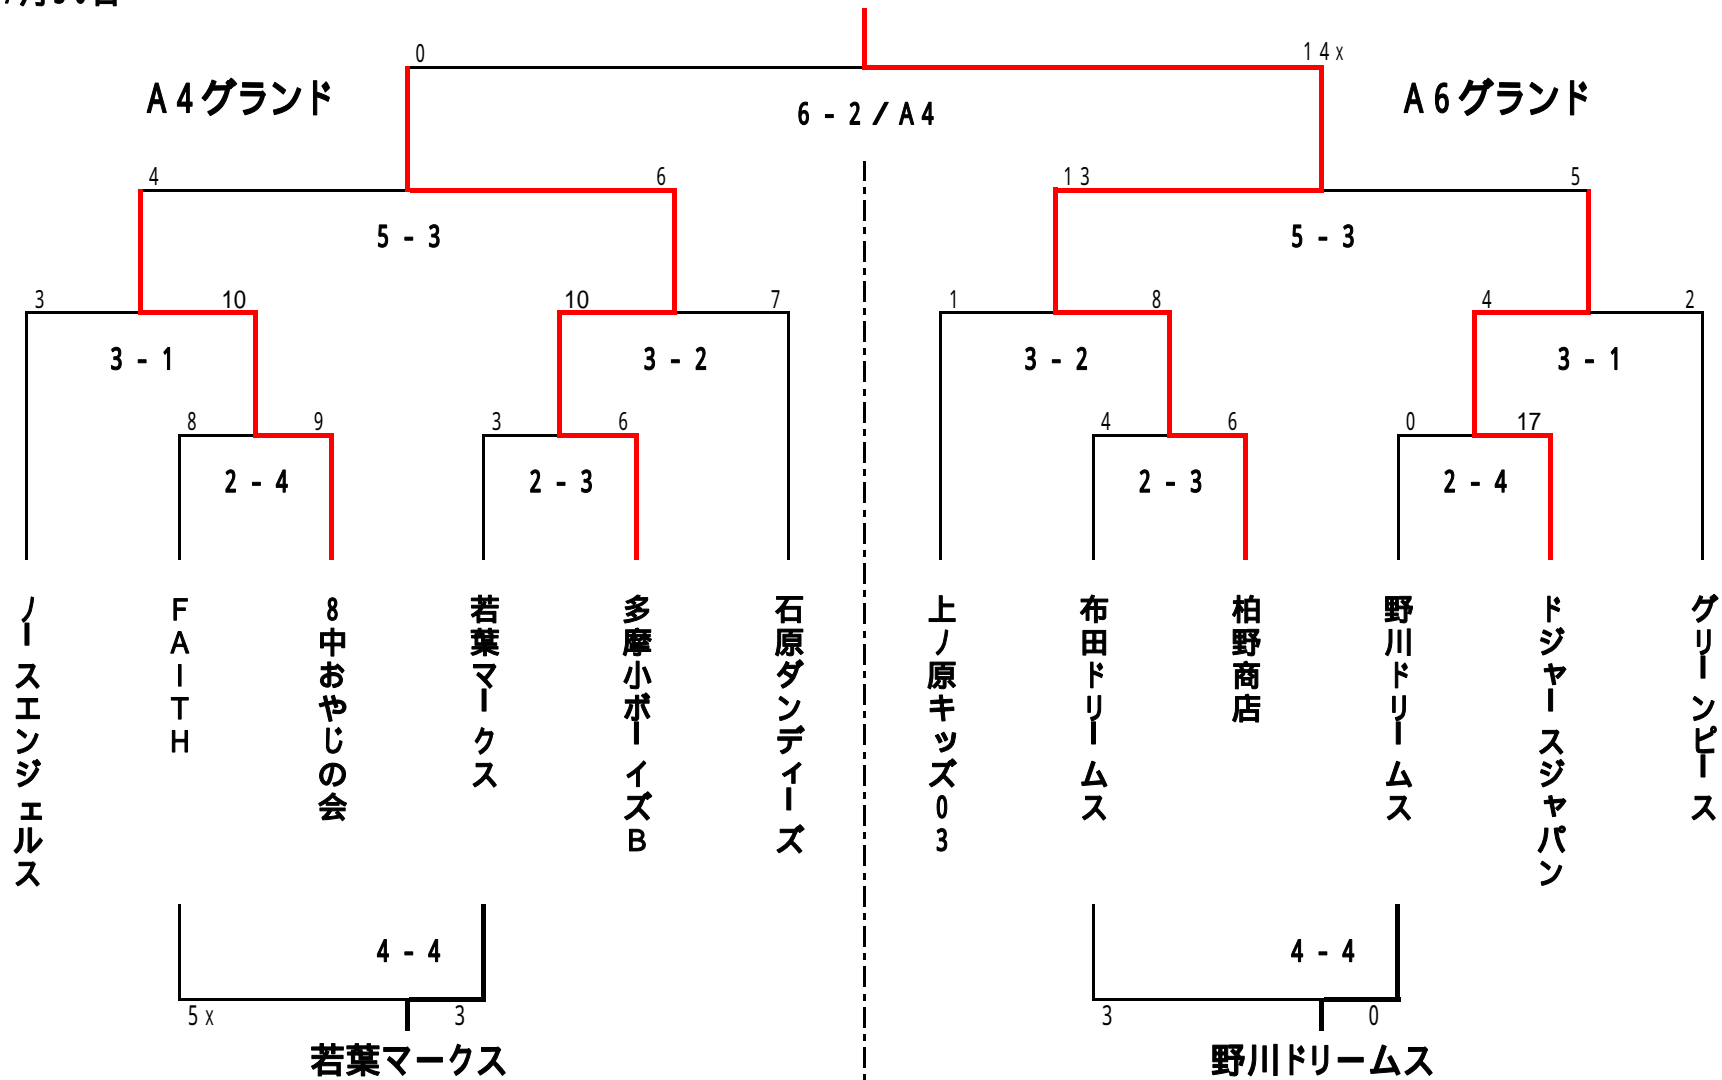 0
14x
A4グランド
A6グランド
6-2/A4
4
6
13
5
5-3
5-3
3
10
10
7
1
8
4
2
3-1
3-2
3-2
3-1
8
9
3
6
4
6
0
17
2-4
2-3
2-3
2-4
ノースエンジェルス
FAITH
8中おやじの会
若葉マークス
多摩小ボーイズB
石原ダンディーズ
上ノ原キッズ03
布田ドリームス
柏野商店
野川ドリームス
ドジャースジャパン
グリーンピース
4-4
4-4
5x
3
3
0
若葉マークス
野川ドリームス